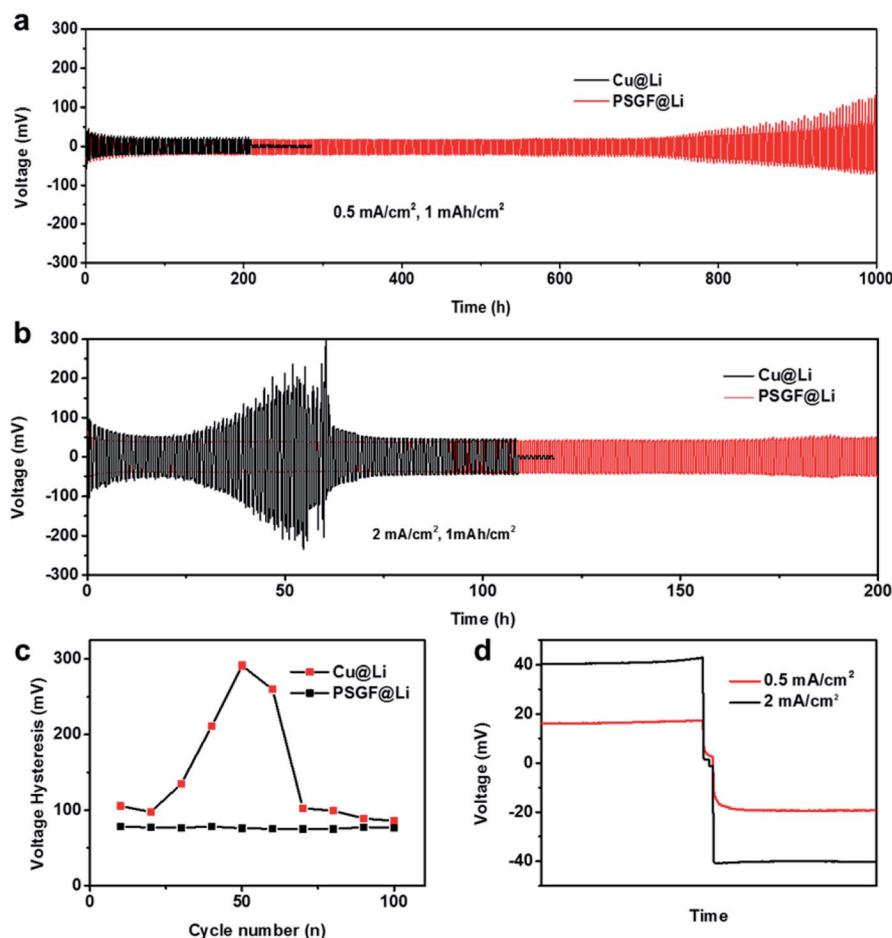 a
300
200
100
0
-100
-200
-300
Voltage (mV)
Cu@Li
PSGF@Li
0.5 mA/cm², 1 mAh/cm²
0 200 400 600 800 1000
Time (h)
b
300
200
100
0
-100
-200
-300
Voltage (mV)
Cu@Li
PSGF@Li
2 mA/cm², 1mAh/cm²
0 50 100 150 200
Time (h)
c
300
200
100
0
Voltage Hysteresis (mV)
Cu@Li
PSGF@Li
0 50 100
Cycle number (n)
d
40
20
0
-20
-40
Voltage (mV)
0.5 mA/cm²
2 mA/cm²
Time